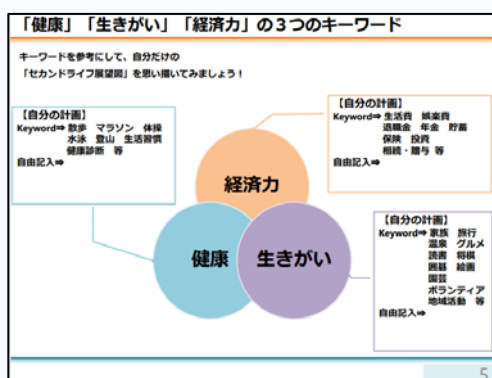 「健康」「生きがい」「経済力」の３つのキーワード
キーワードを参考にして、自分だけの
「セカンドライフ展望図」を思い描いてみましょう！
【自分の計画】
Keyword⇒ 散歩　マラソン　体操
水泳　登山　生活習慣
健康診断　等
自由記入⇒
【自分の計画】
Keyword⇒ 生活費　娯楽費
退職金　年金　貯蓄
保険　投資
相続・贈与　等
自由記入⇒
経済力
健康
生きがい
【自分の計画】
Keyword⇒ 家族　旅行
温泉　グルメ
読書　将棋
囲碁　絵画
園芸
ボランティア
地域活動　等
自由記入⇒
5